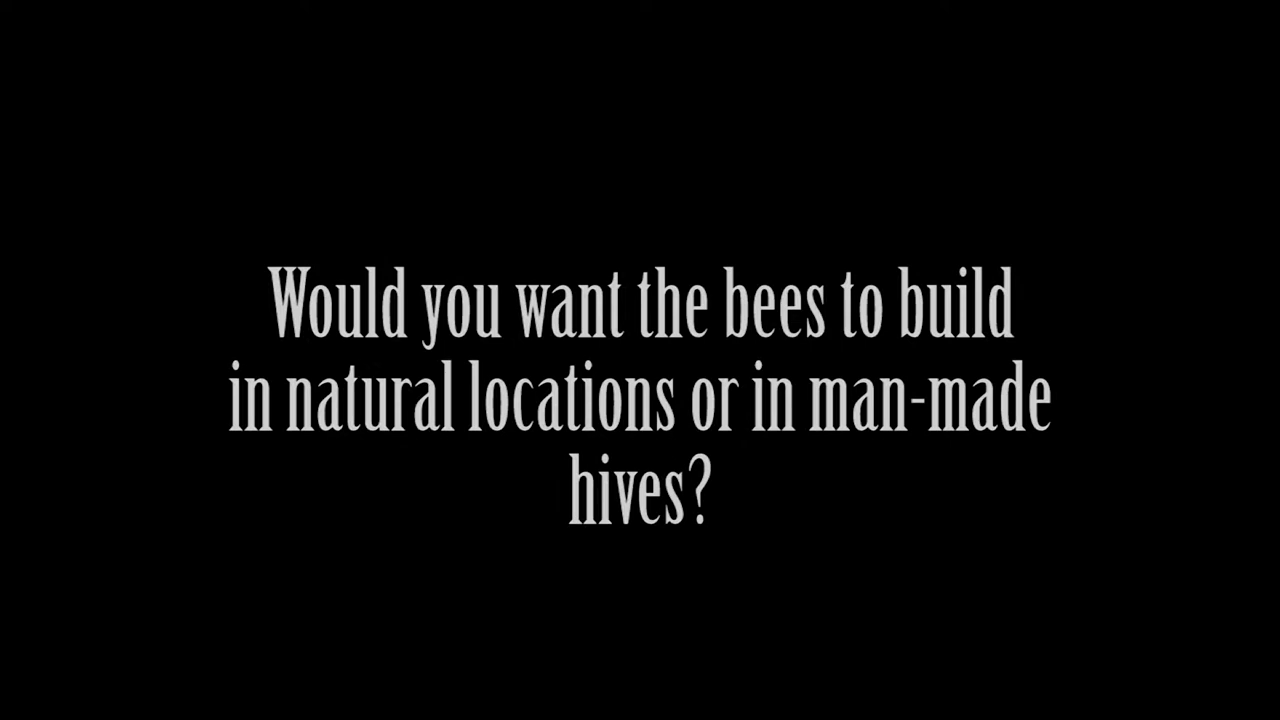 Would you want the bees to build
in natural locations or in man-made
hives?